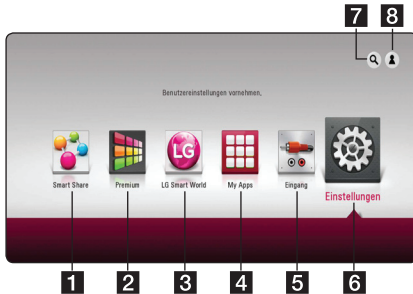 7 8
Benutzereinstellungen vornehmen.
LG
Smart Share Premium LG Smart World My Apps Eingang Einstellungen
1 2 3 4 5 6